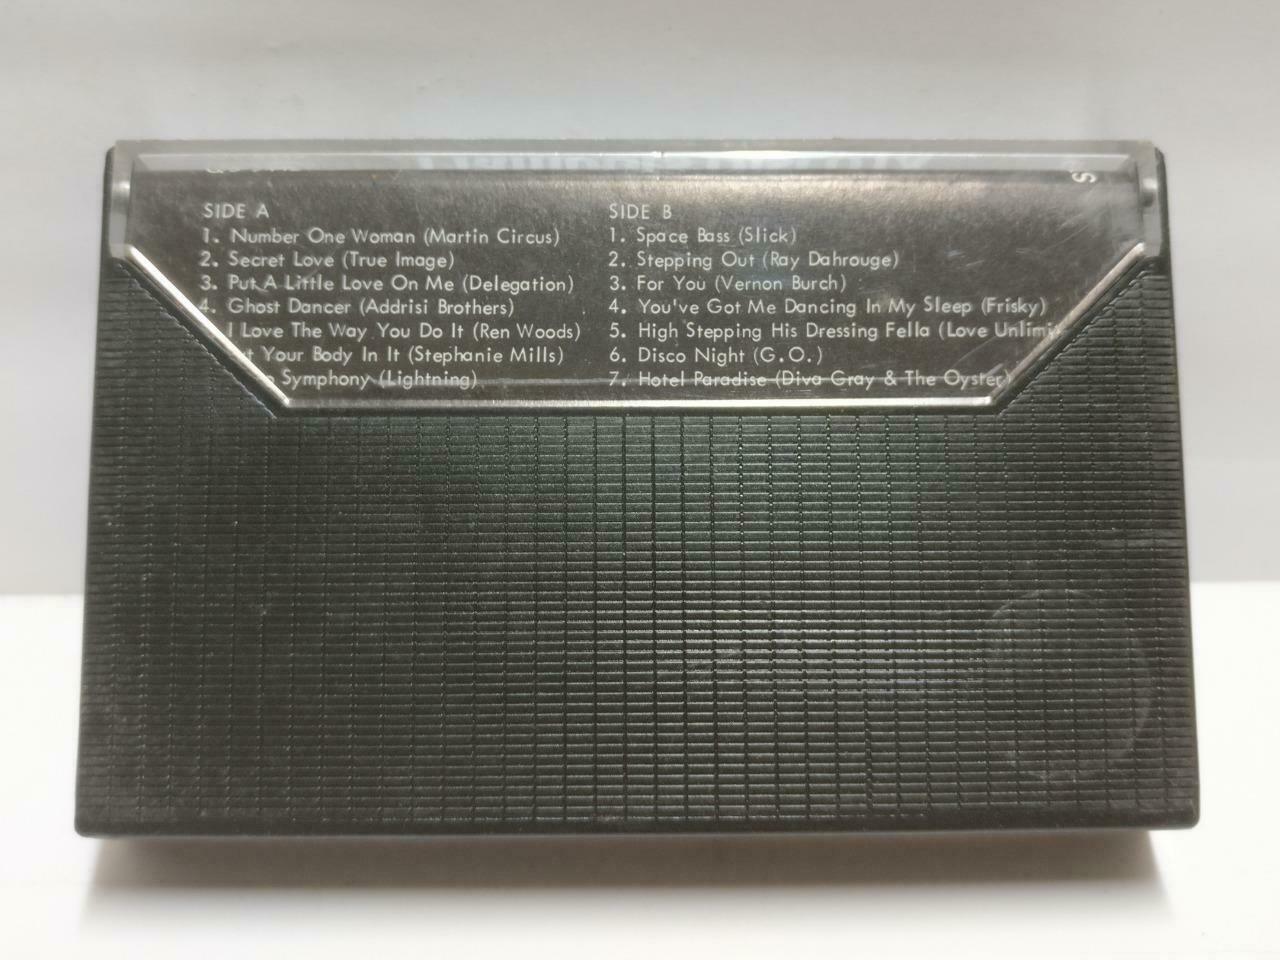 SIDE A
1. Number One Woman (Martin Circus)
2. Secret Love (True Image)
3. Put A Little Love On Me (Delegation)
4. Ghost Dancer (Addrisi Brothers)
I Love The Way You Do It (Ren Woods)
Your Body In It (Stephanie Mills)
Symphony (Lightning)
SIDE B
1. Space Bass (Slick)
2. Stepping Out (Ray Dahrouge)
3. For You (Vernon Burch)
4. You've Got Me Dancing In My Sleep (Frisky)
5. High Stepping His Dressing Fella (Love
6. Disco Night (G.O.)
7. Hotel Paradise (Diva Gray & The Oyster)